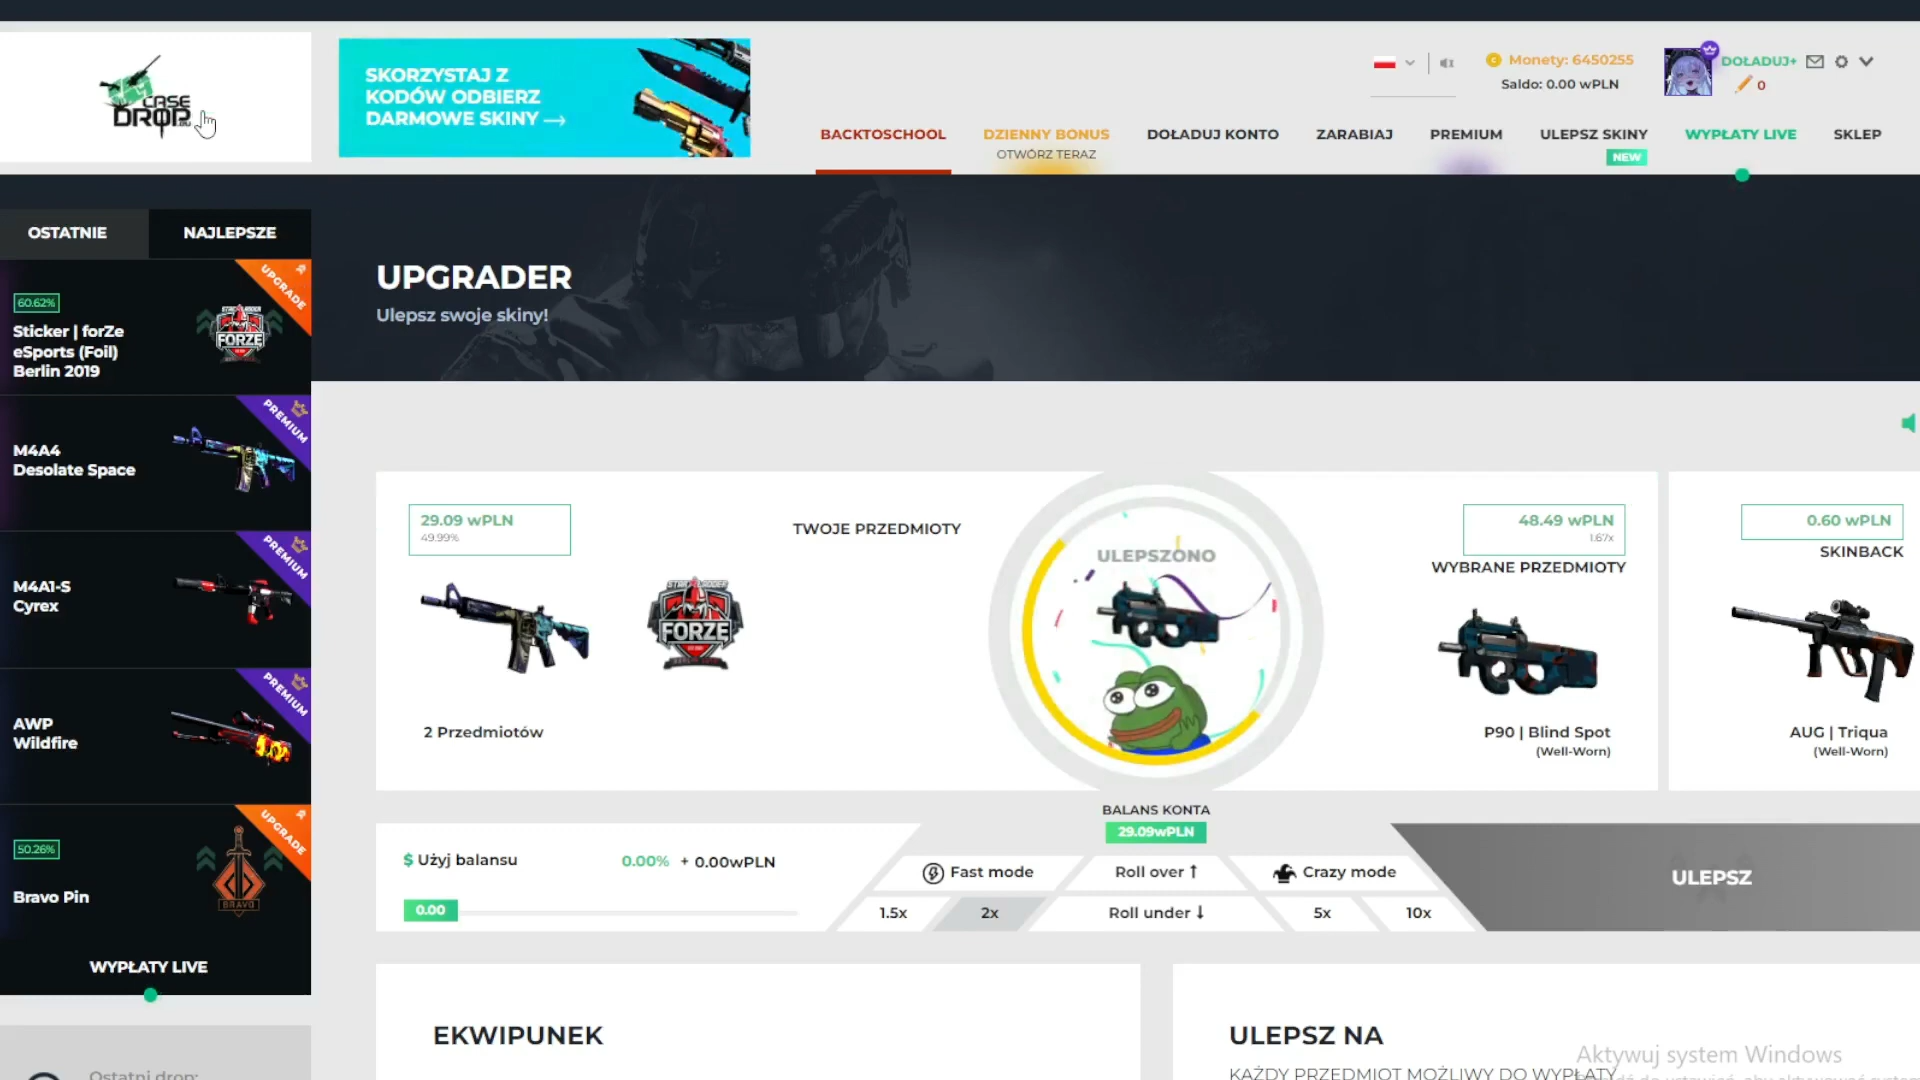 CASE
DROP
SKORZYSTAJ Z
KODÓW ODBIERZ
DARMOWE SKINY →
Monety: 6450255
Saldo: 0.00 wPLN
DOŁADUJ+
0
BACKTOSCHOOL
DZIENNY BONUS
OTWÓRZ TERAZ
DOŁADUJ KONTO
ZARABIAJ
PREMIUM
ULEPSZ SKINY
NEW
WYPŁATY LIVE
SKLEP
OSTATNIE
NAJLEPSZE
UPGRADER
Ulepsz swoje skiny!
60.62%
UPGRADE
Sticker | forZe
eSports (Foil)
Berlin 2019
FORZE
PREMIUM
M4A4
Desolate Space
PREMIUM
M4A1-S
Cyrex
PREMIUM
AWP
Wildfire
UPGRADE
50.26%
BRAVO
Bravo Pin
WYPŁATY LIVE
Ostatni drop:
29.09 wPLN
49.99%
TWOJE PRZEDMIOTY
FORZE
2 Przedmiotów
ULEPSZONO
48.49 wPLN
1.67x
WYBRANE PRZEDMIOTY
P90 | Blind Spot
(Well-Worn)
0.60 wPLN
SKINBACK
AUG | Triqua
(Well-Worn)
BALANS KONTA
29.09wPLN
$ Użyj balansu
0.00% + 0.00wPLN
0.00
Fast mode
Roll over ↑
Crazy mode
1.5x
2x
Roll under ↓
5x
10x
ULEPSZ
EKWIPUNEK
ULEPSZ NA
KAŻDY PRZEDMIOT MOŻLIWY DO WYPŁATY
Aktywuj system Windows